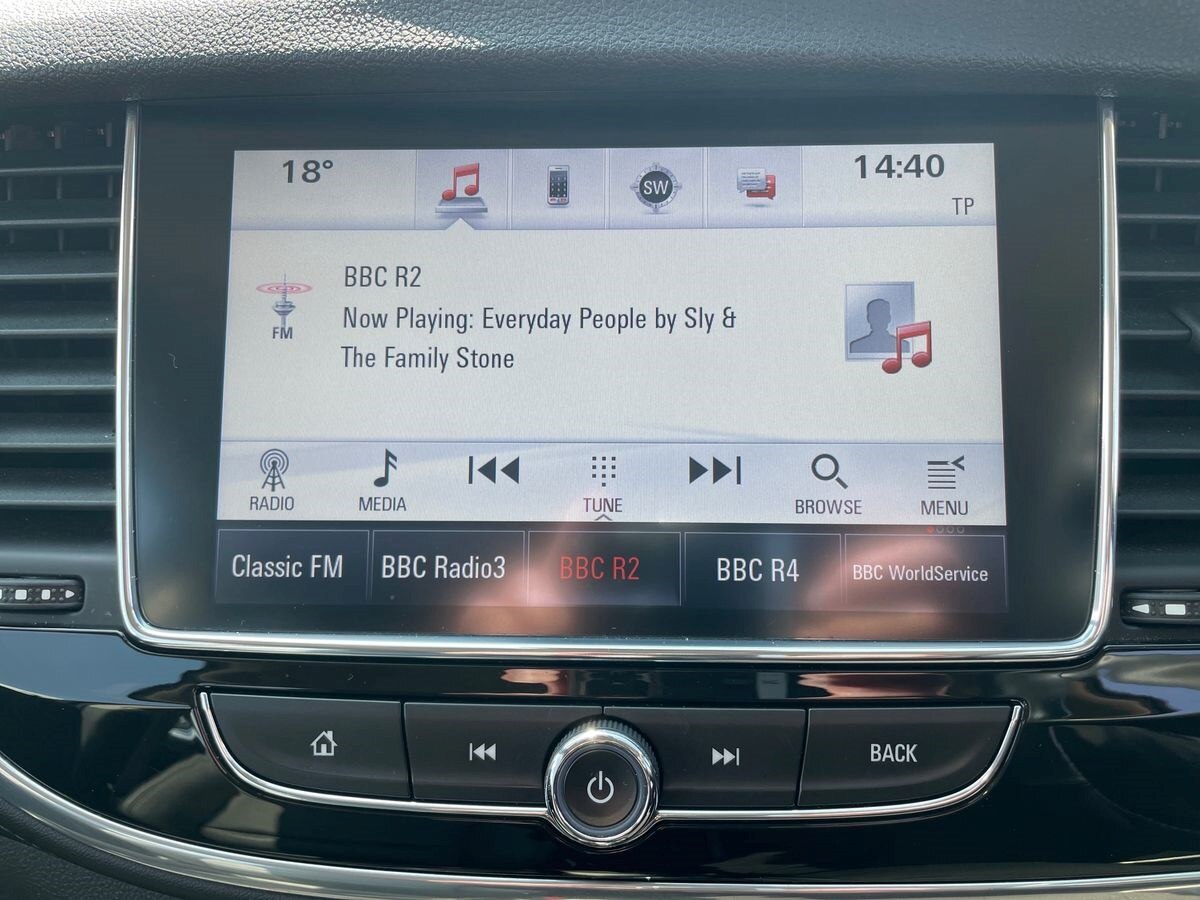 18°
SW
14:40
TP
BBC R2
Now Playing: Everyday People by Sly &
The Family Stone
FM
RADIO
MEDIA
TUNE
BROWSE
MENU
Classic FM
BBC Radio3
BBC R2
BBC R4
BBC WorldService
BACK